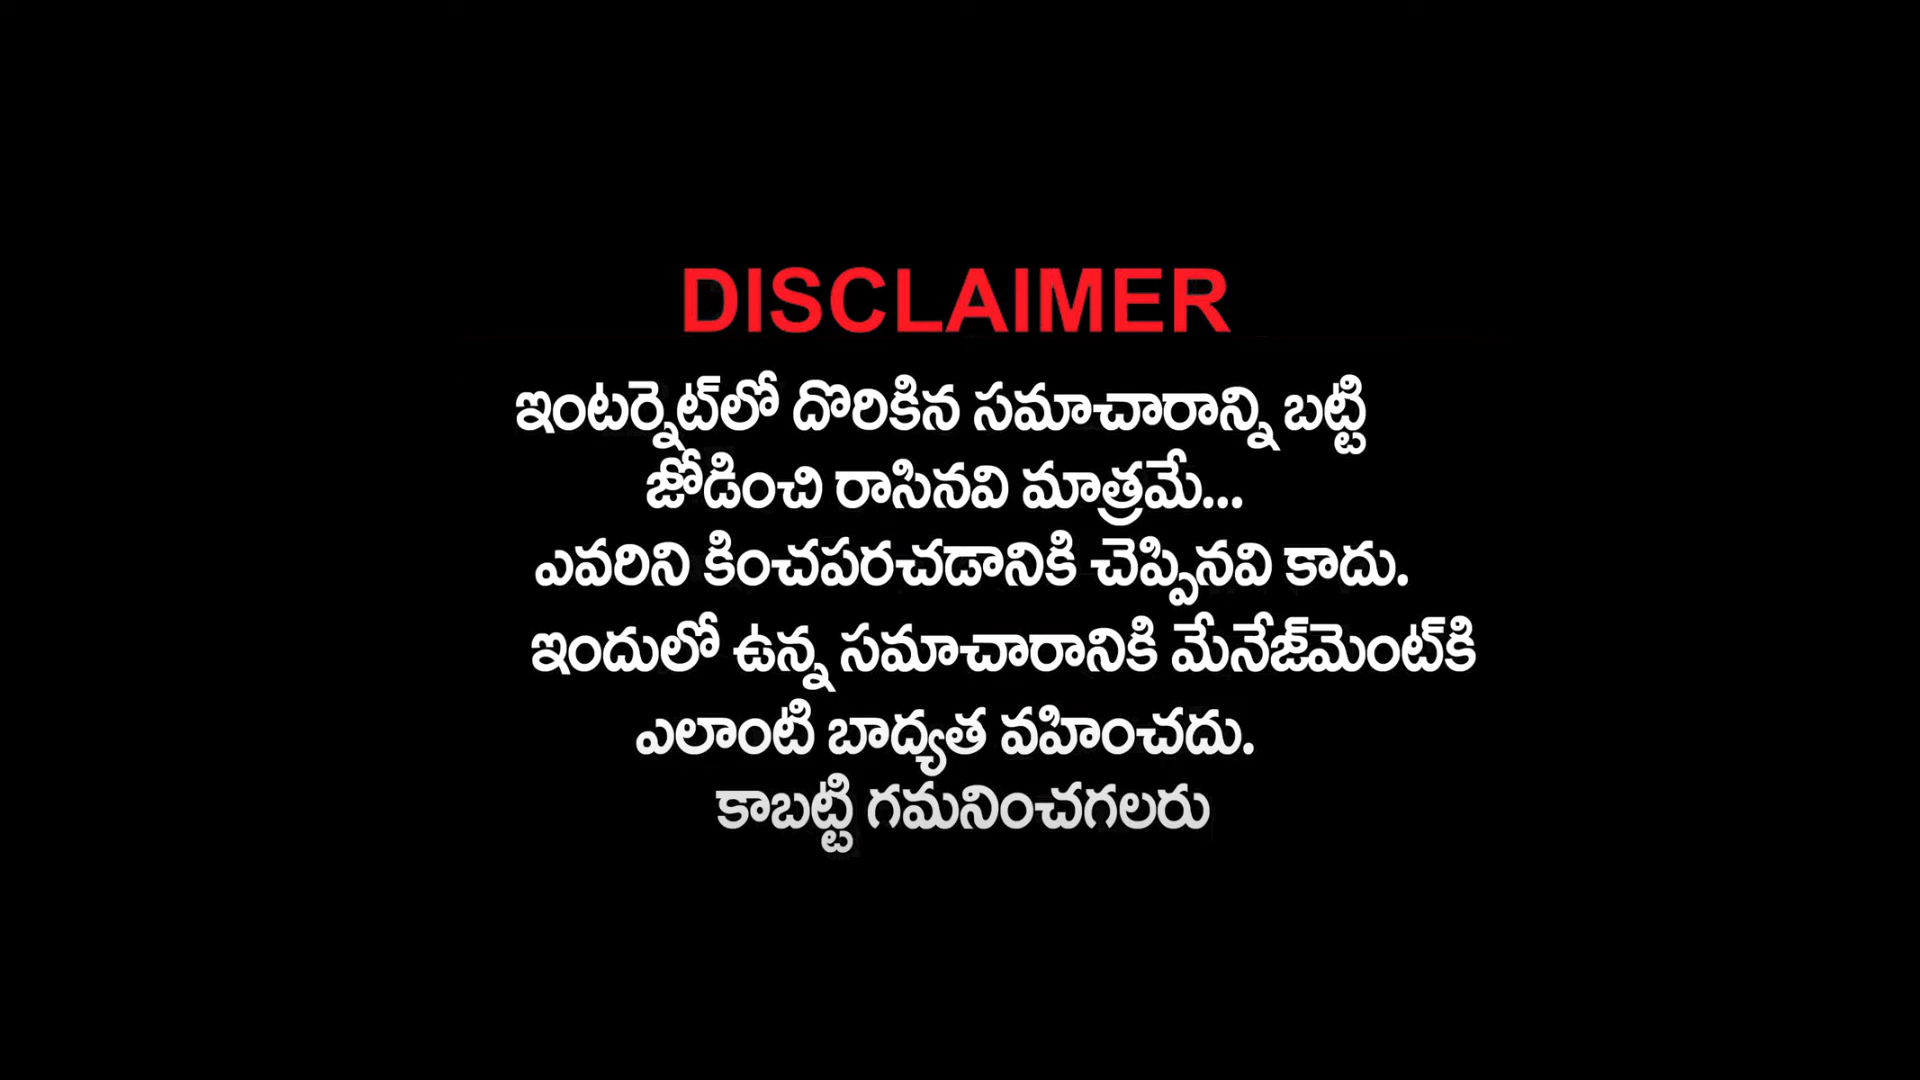 DISCLAIMER
ఇంటర్నెట్‌లో దొరికిన సమాచారాన్ని బట్టి
జోడించి రాసినవి మాత్రమే...
ఎవరిని కించపరచడానికి చెప్పినవి కాదు.
ఇందులో ఉన్న సమాచారానికి మేనేజ్‌మెంట్‌కి
ఎలాంటి బాద్యత వహించదు.
కాబట్టి గమనించగలరు